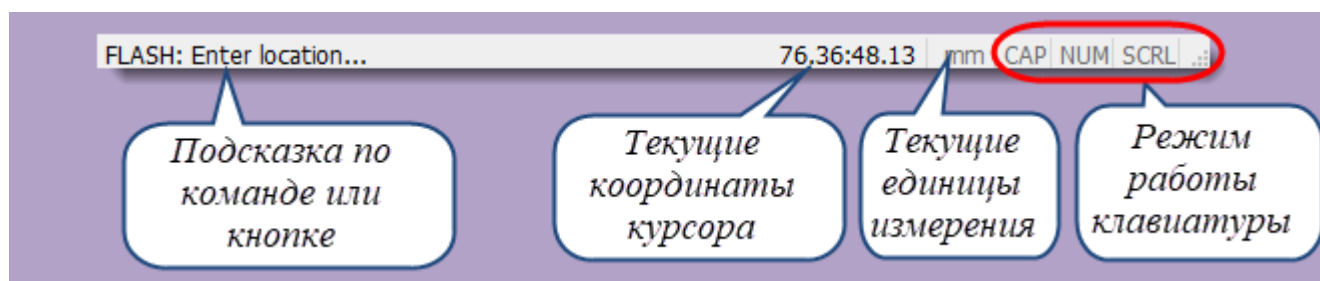 FLASH: Enter location... 76,36:48.13 mm CAP NUM SCRL
Подсказка по
команде или
кнопке
Текущие
координаты
курсора
Текущие
единицы
измерения
Режим
работы
клавиатуры